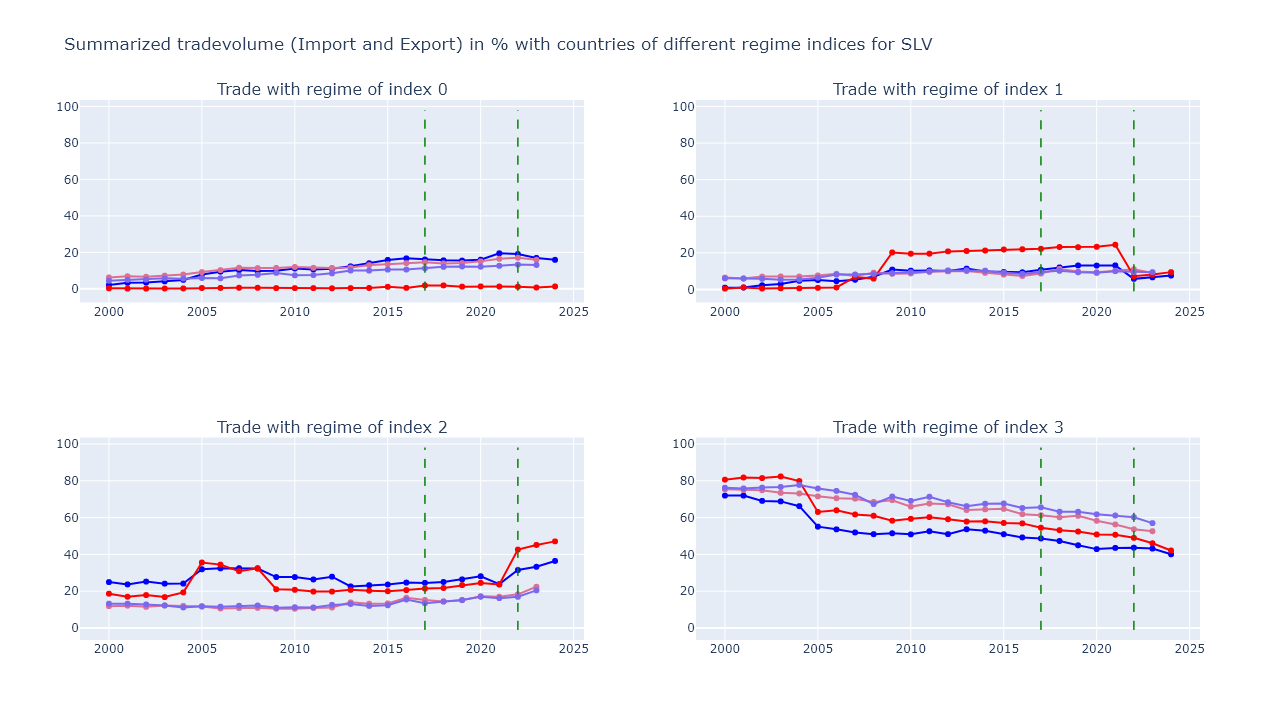 Summarized tradevolume (Import and Export) in % with countries of different regime indices for SLV
Trade with regime of index 0
100
80
60
40
20
0
2000 2005 2010 2015 2020 2025
Trade with regime of index 1
100
80
60
40
20
0
2000 2005 2010 2015 2020 2025
Trade with regime of index 2
100
80
60
40
20
0
2000 2005 2010 2015 2020 2025
Trade with regime of index 3
100
80
60
40
20
0
2000 2005 2010 2015 2020 2025